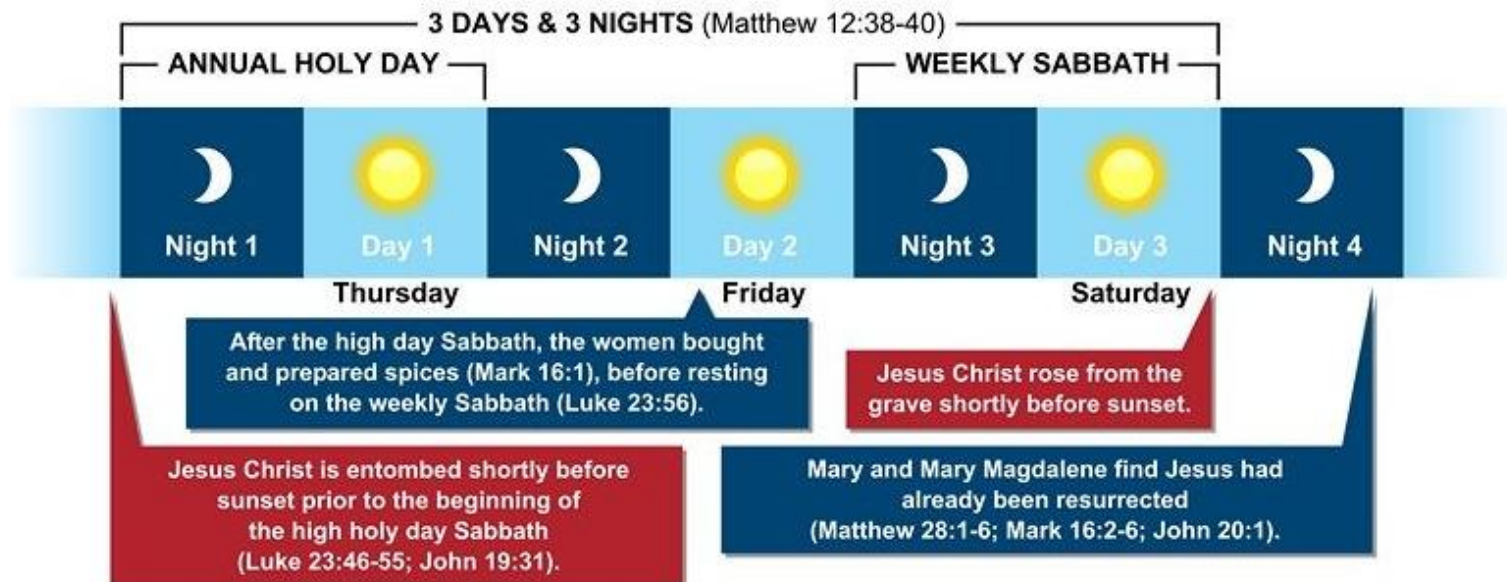 3 DAYS & 3 NIGHTS (Matthew 12:38-40)
ANNUAL HOLY DAY
WEEKLY SABBATH
Night 1
Day 1
Night 2
Day 2
Night 3
Day 3
Night 4
Thursday
Friday
Saturday
After the high day Sabbath, the women bought
and prepared spices (Mark 16:1), before resting
on the weekly Sabbath (Luke 23:56).
Jesus Christ rose from the
grave shortly before sunset.
Jesus Christ is entombed shortly before
sunset prior to the beginning of
the high holy day Sabbath
(Luke 23:46-55; John 19:31).
Mary and Mary Magdalene find Jesus had
already been resurrected
(Matthew 28:1-6; Mark 16:2-6; John 20:1).